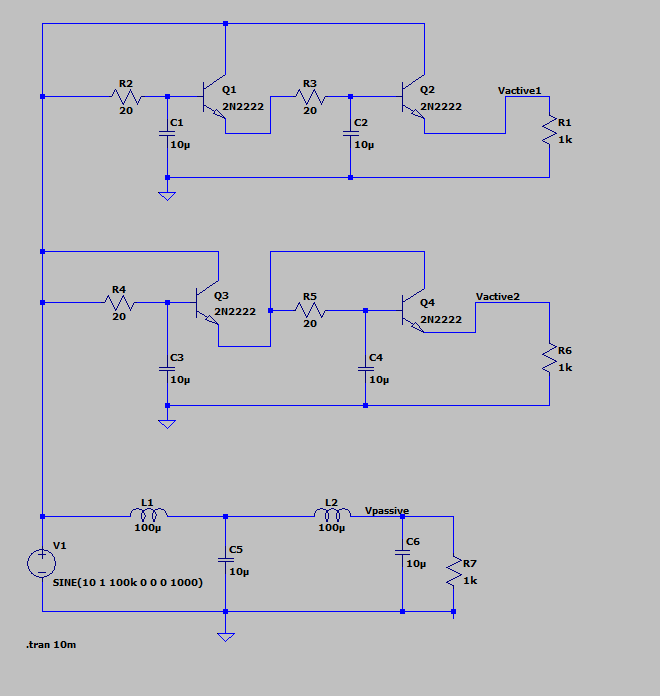 R2
20
Q1
2N2222
R3
20
Q2
2N2222
Vactive1
C1
10µ
C2
10µ
R1
1k
R4
20
Q3
2N2222
R5
20
Q4
2N2222
Vactive2
C3
10µ
C4
10µ
R6
1k
L1
100µ
L2
100µ
Vpassive
V1
SINE(10 1 100k 0 0 0 1000)
C5
10µ
C6
10µ
R7
1k
.tran 10m